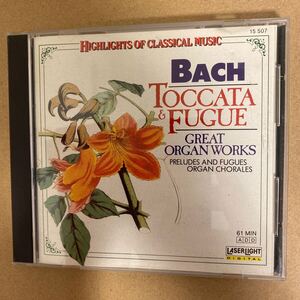 15 507
HIGHLIGHTS OF CLASSICAL MUSIC
BACH
TOCCATA
& FUGUE
GREAT
ORGAN WORKS
PRELUDES AND FUGUES
ORGAN CHORALES
61 MIN
ADD
LASERLIGHT
DIGITAL